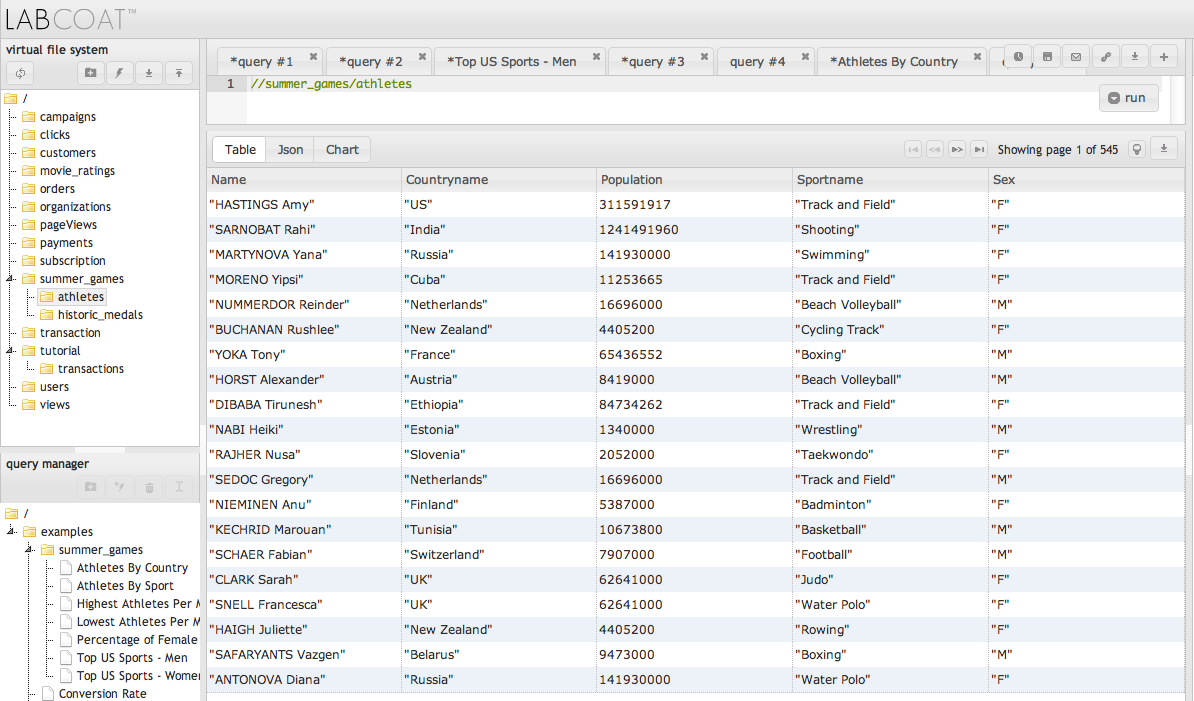 LABCOAT™
virtual file system
/
campaigns
clicks
customers
movie_ratings
orders
organizations
pageViews
payments
subscription
summer_games
athletes
historic_medals
transaction
tutorial
transactions
users
views
query manager
/
examples
summer_games
Athletes By Country
Athletes By Sport
Highest Athletes Per M
Lowest Athletes Per M
Percentage of Female
Top US Sports - Men
Top US Sports - Women
Conversion Rate
*query #1 *query #2 *Top US Sports - Men *query #3 query #4 *Athletes By Country
1 //summer_games/athletes
run
Table Json Chart Showing page 1 of 545
Name Countryname Population Sportname Sex
"HASTINGS Amy" "US" 311591917 "Track and Field" "F"
"SARNOBAT Rahi" "India" 1241491960 "Shooting" "F"
"MARTYNOVA Yana" "Russia" 141930000 "Swimming" "F"
"MORENO Yipsi" "Cuba" 11253665 "Track and Field" "F"
"NUMMERDOR Reinder" "Netherlands" 16696000 "Beach Volleyball" "M"
"BUCHANAN Rushlee" "New Zealand" 4405200 "Cycling Track" "F"
"YOKA Tony" "France" 65436552 "Boxing" "M"
"HORST Alexander" "Austria" 8419000 "Beach Volleyball" "M"
"DIBABA Tirunesh" "Ethiopia" 84734262 "Track and Field" "F"
"NABI Heiki" "Estonia" 1340000 "Wrestling" "M"
"RAJHER Nusa" "Slovenia" 2052000 "Taekwondo" "F"
"SEDOC Gregory" "Netherlands" 16696000 "Track and Field" "M"
"NIEMINEN Anu" "Finland" 5387000 "Badminton" "F"
"KECHRID Marouan" "Tunisia" 10673800 "Basketball" "M"
"SCHAER Fabian" "Switzerland" 7907000 "Football" "M"
"CLARK Sarah" "UK" 62641000 "Judo" "F"
"SNELL Francesca" "UK" 62641000 "Water Polo" "F"
"HAIGH Juliette" "New Zealand" 4405200 "Rowing" "F"
"SAFARYANTS Vazgen" "Belarus" 9473000 "Boxing" "M"
"ANTONOVA Diana" "Russia" 141930000 "Water Polo" "F"